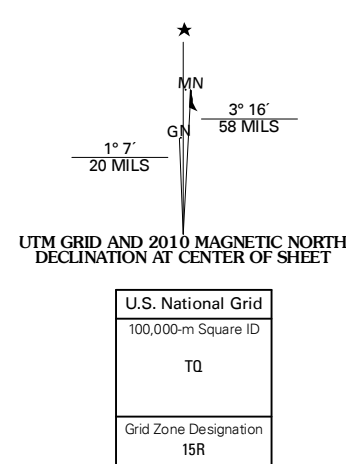 MN
GN
3° 16´
58 MILS
1° 7´
20 MILS
UTM GRID AND 2010 MAGNETIC NORTH
DECLINATION AT CENTER OF SHEET
U.S. National Grid
100,000-m Square ID
TQ
Grid Zone Designation
15R